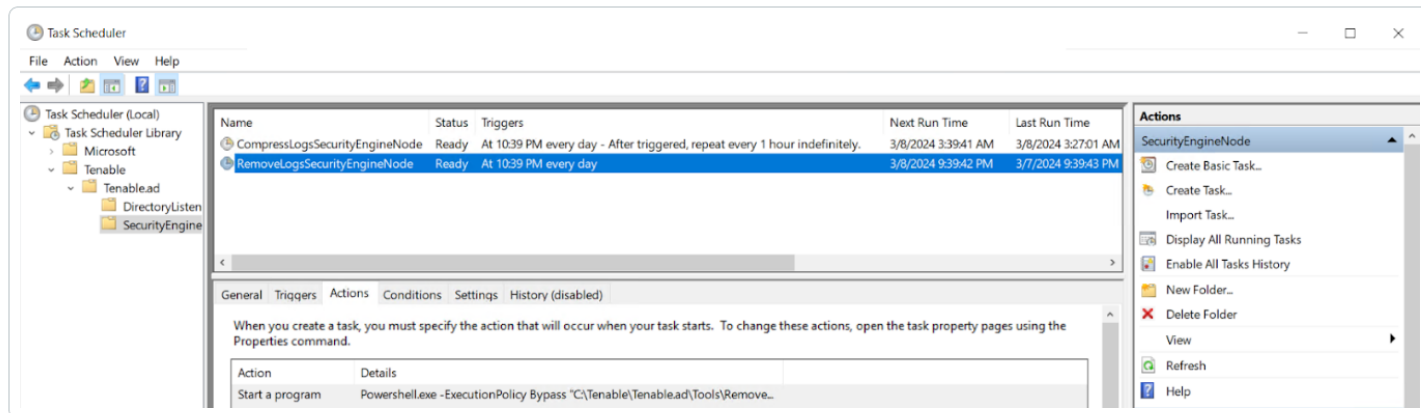 Task Scheduler
File Action View Help
Task Scheduler (Local)
Task Scheduler Library
Microsoft
Tenable
Tenable.ad
DirectoryListen
SecurityEngine
Name Status Triggers Next Run Time Last Run Time
CompressLogsSecurityEngineNode Ready At 10:39 PM every day - After triggered, repeat every 1 hour indefinitely. 3/8/2024 3:39:41 AM 3/8/2024 3:27:01 AM
RemoveLogsSecurityEngineNode Ready At 10:39 PM every day 3/8/2024 9:39:42 PM 3/7/2024 9:39:43 PM
General Triggers Actions Conditions Settings History (disabled)
When you create a task, you must specify the action that will occur when your task starts. To change these actions, open the task property pages using the
Properties command.
Action Details
Start a program Powershell.exe -ExecutionPolicy Bypass "C:\Tenable\Tenable.ad\Tools\Remove...
Actions
SecurityEngineNode
Create Basic Task...
Create Task...
Import Task...
Display All Running Tasks
Enable All Tasks History
New Folder...
Delete Folder
View
Refresh
Help